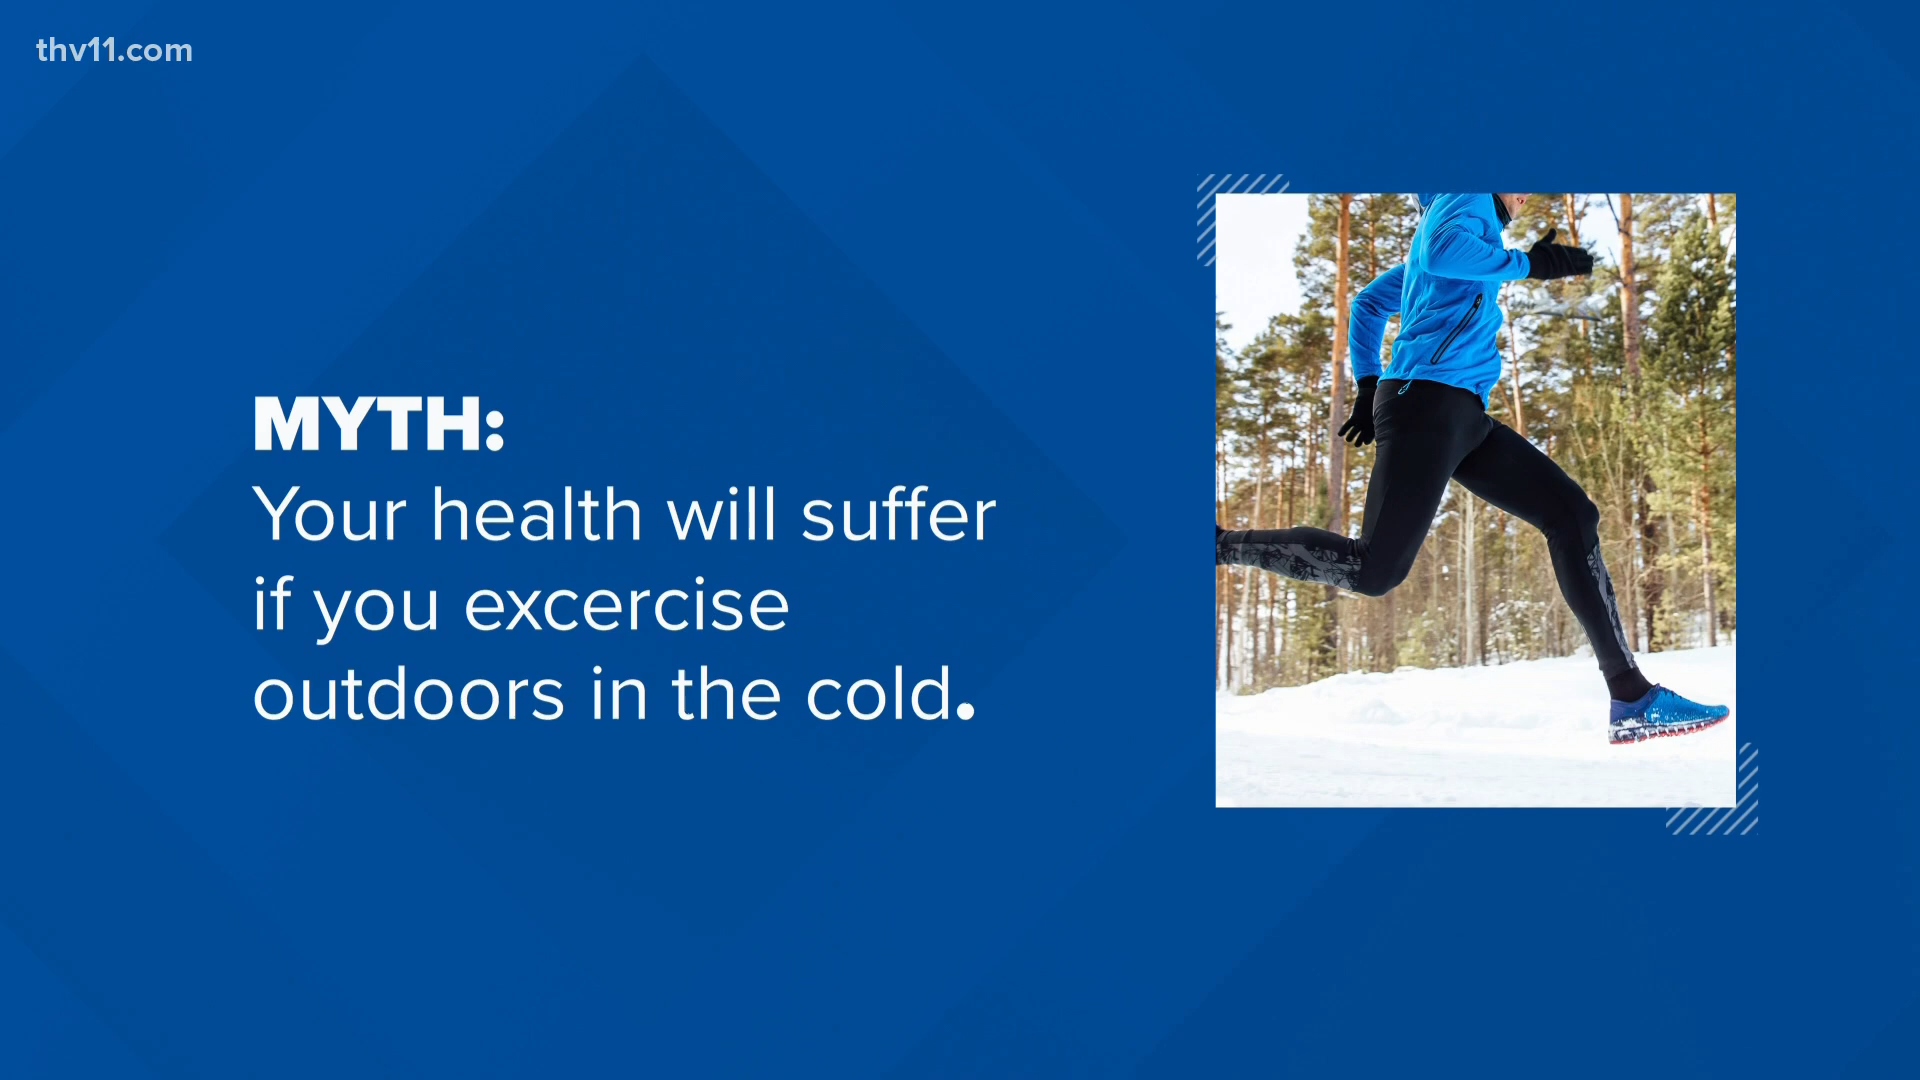 thv11.com
MYTH:
Your health will suffer
if you excercise
outdoors in the cold.